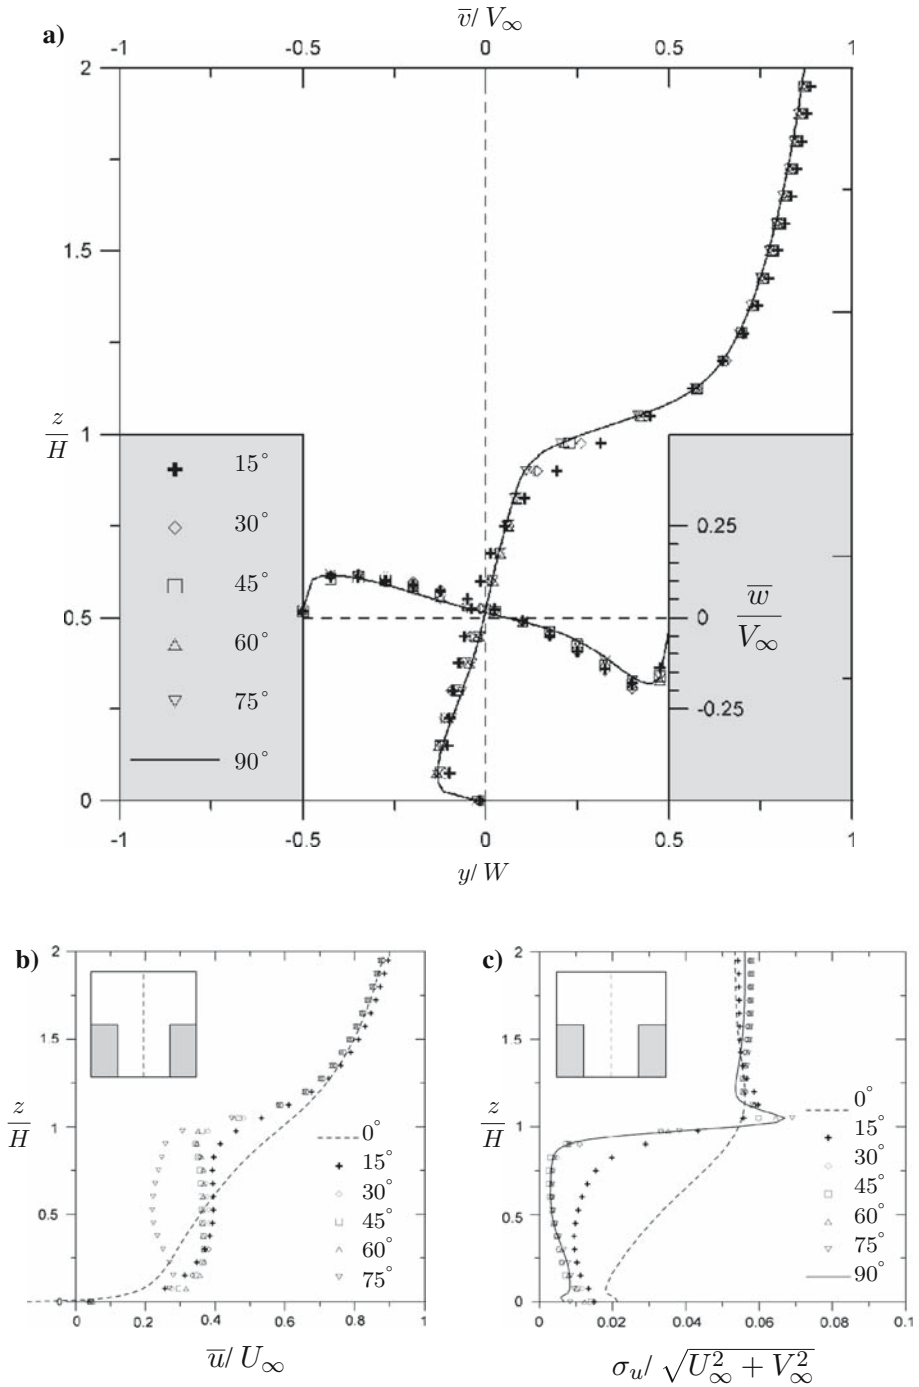 a)
v̅/ V∞
-1 -0.5 0 0.5 1
2
1.5
z/H
1
0.5
0
15°
30°
45°
60°
75°
90°
0.25
0
-0.25
w̅/V∞
-1 -0.5 0 0.5 1
y/ W
b)
2
1.5
z/H
1
0.5
0
0°
15°
30°
45°
60°
75°
0 0.2 0.4 0.6 0.8 1
u̅/ U∞
c)
2
1.5
z/H
1
0.5
0
0°
15°
30°
45°
60°
75°
90°
0 0.02 0.04 0.06 0.08 0.1
σu/ √(U∞² + V∞²)